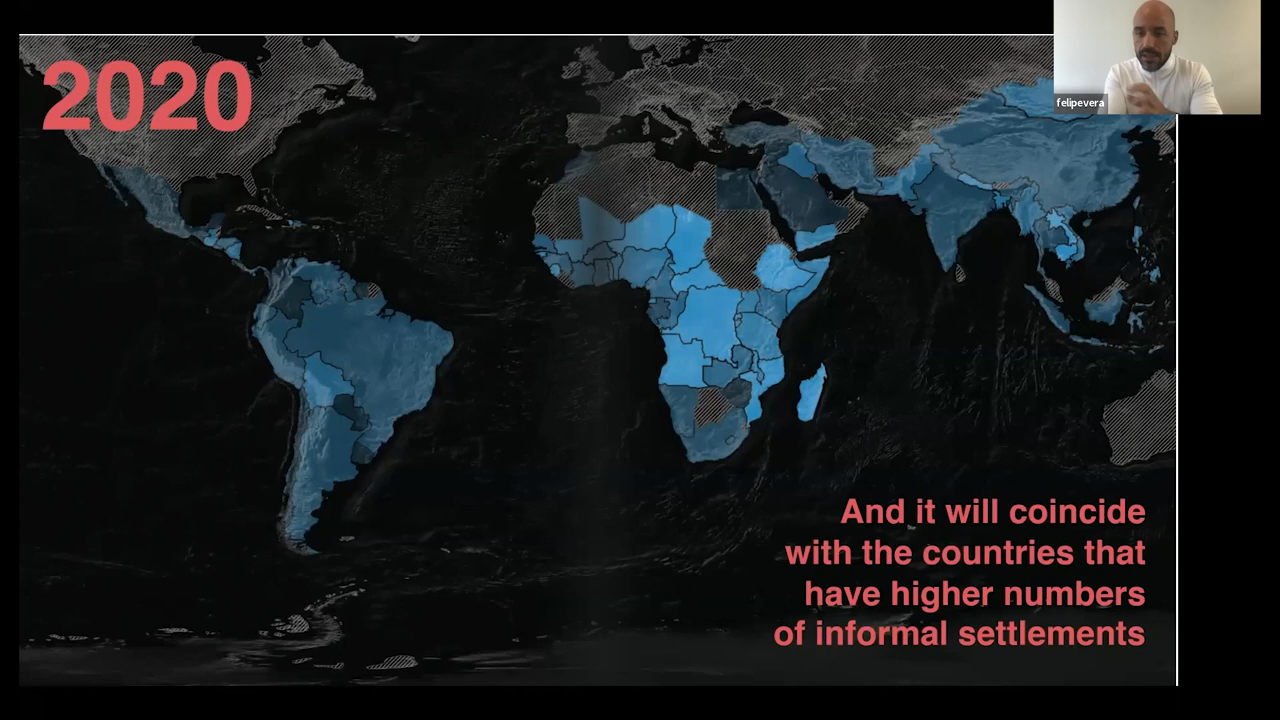 2020
felipevera
And it will coincide
with the countries that
have higher numbers
of informal settlements